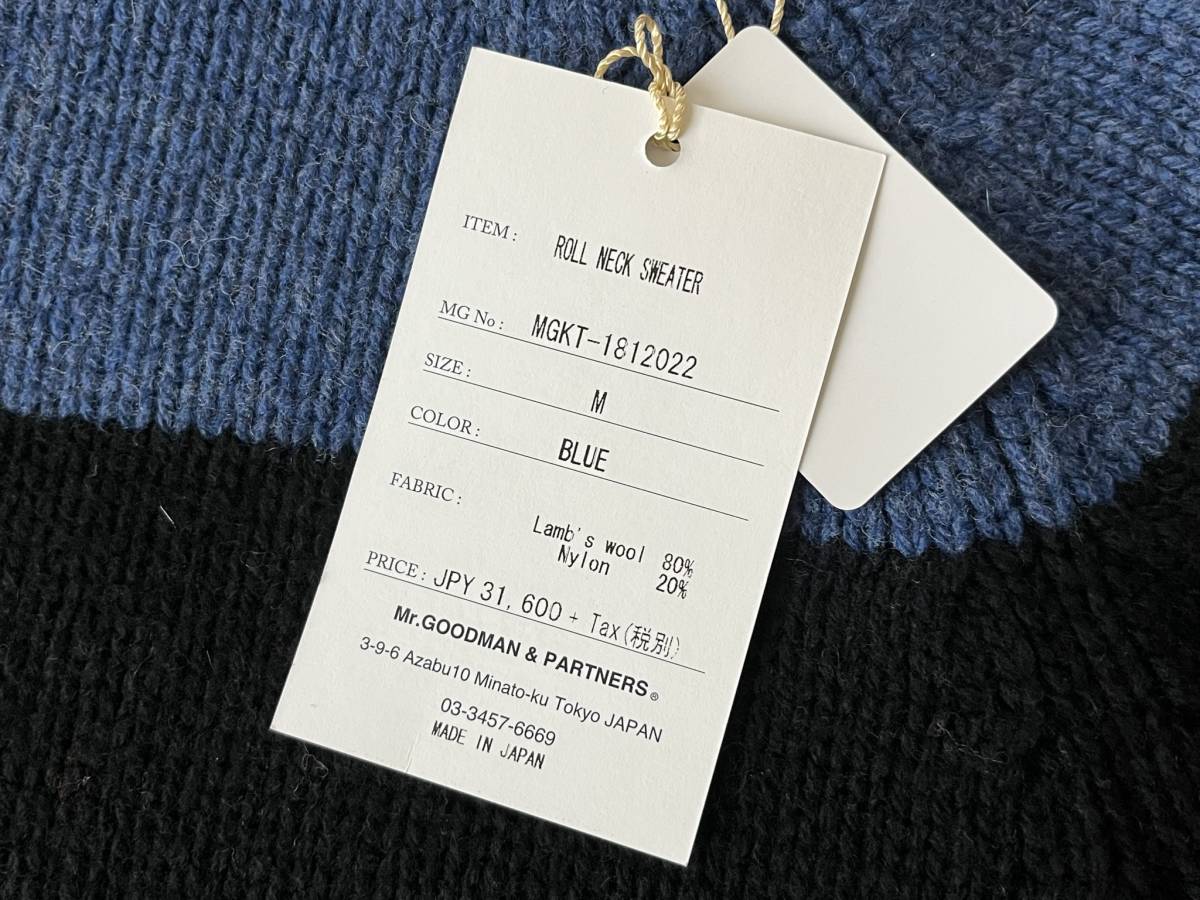 ITEM : ROLL NECK SWEATER
MG No : MGKT-1812022
SIZE : M
COLOR : BLUE
FABRIC :
Lamb's wool 80%
Nylon 20%
PRICE : JPY 31,600 + Tax(税別)
Mr.GOODMAN & PARTNERS®
3-9-6 Azabu10 Minato-ku Tokyo JAPAN
03-3457-6669
MADE IN JAPAN